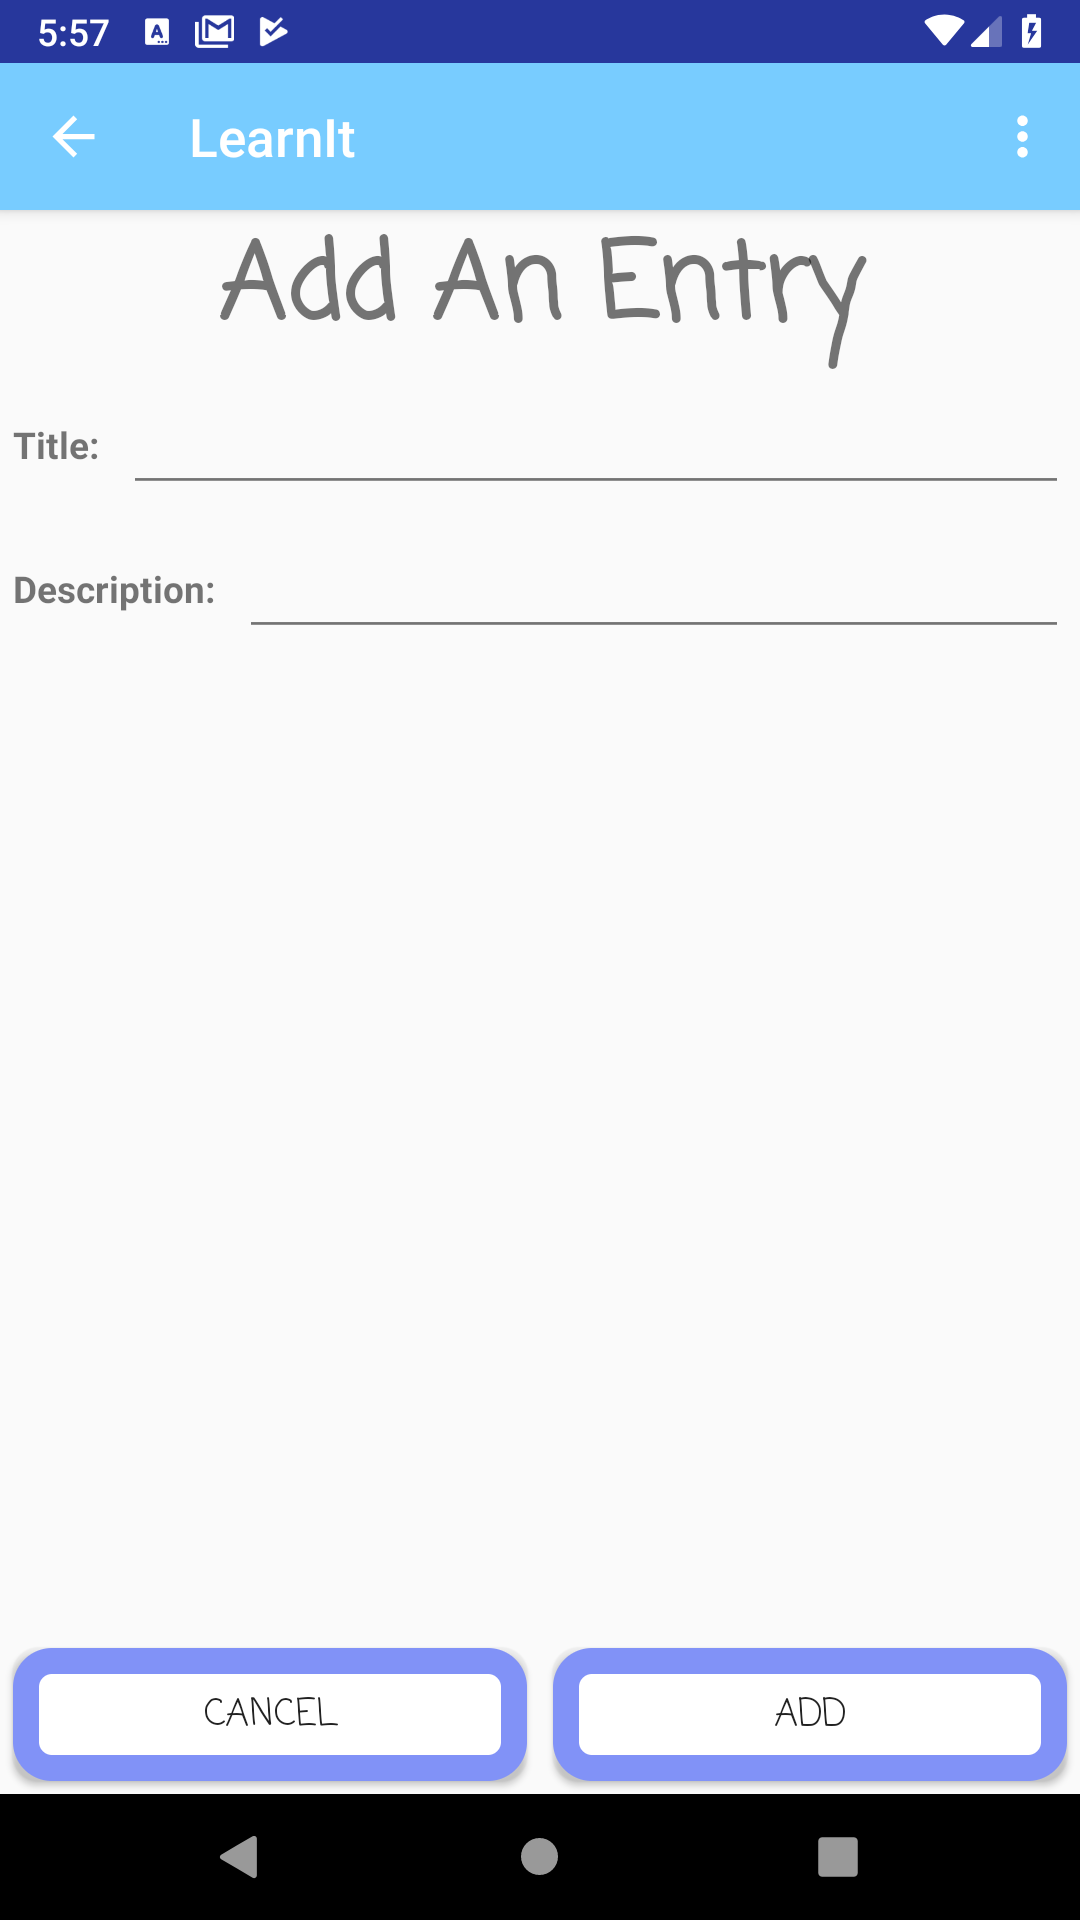 5:57
LearnIt
Add An Entry
Title:
Description:
CANCEL
ADD